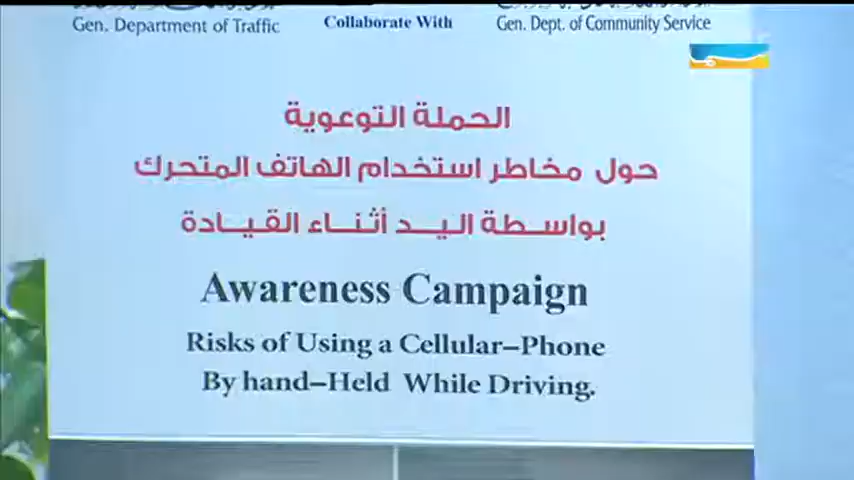 Gen. Department of Traffic
Collaborate With
Gen. Dept. of Community Service
الحملة التوعوية
حول مخاطر استخدام الهاتف المتحرك
بواسطة اليد أثناء القيادة
Awareness Campaign
Risks of Using a Cellular–Phone
By hand–Held While Driving.